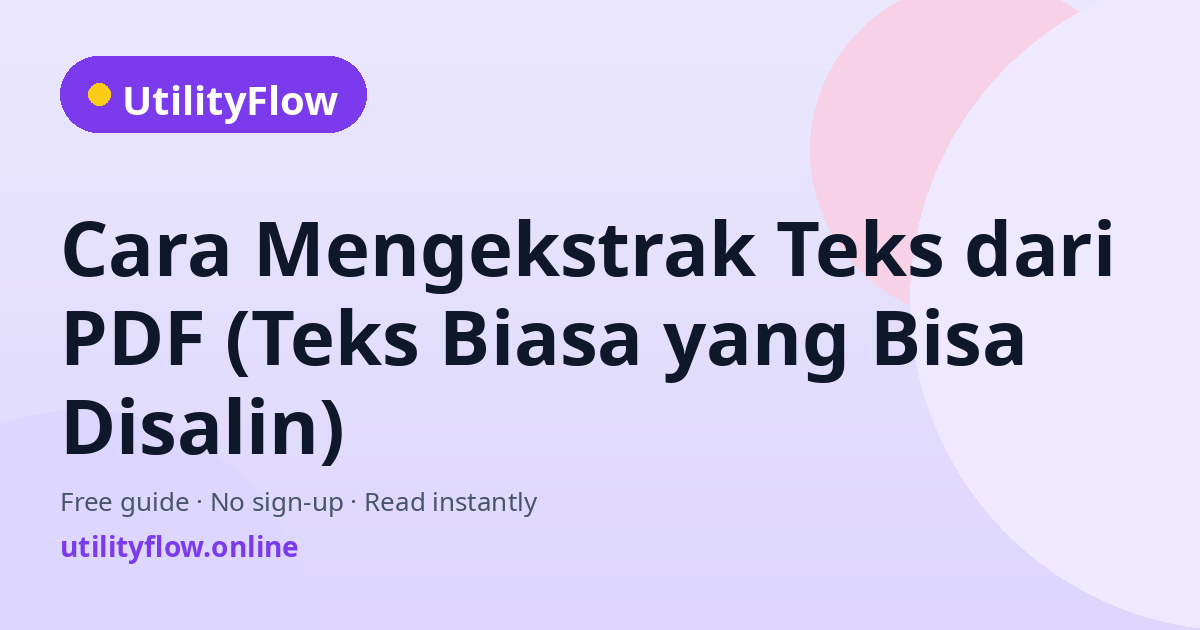 UtilityFlow
Cara Mengekstrak Teks dari
PDF (Teks Biasa yang Bisa
Disalin)
Free guide · No sign-up · Read instantly
utilityflow.online